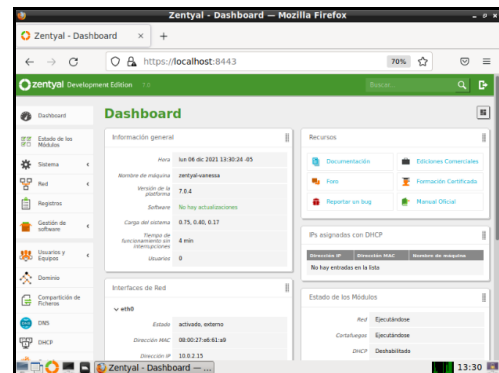 Zentyal - Dashboard — Mozilla Firefox
Zentyal - Dashboard
https://localhost:8443
70%
zentyal Development Edition 7.0
Buscar...
Dashboard
Estado de los Módulos
Sistema
Red
Registros
Gestión de software
Usuarios y Equipos
Dominio
Compartición de Ficheros
DNS
DHCP
Dashboard
Información general
Hora lun 06 dic 2021 13:30:24 -05
Nombre de máquina zentyal-vanessa
Versión de la plataforma 7.0.4
Software No hay actualizaciones
Carga del sistema 0.75, 0.40, 0.17
Tiempo de funcionamiento sin interrupciones 4 min
Usuarios 0
Interfaces de Red
eth0
Estado activado, externo
Dirección MAC 08:00:27:e6:61:a9
Dirección IP 10.0.2.15
Recursos
Documentación
Ediciones Comerciales
Foro
Formación Certificada
Reportar un bug
Manual Oficial
IPs asignadas con DHCP
Dirección IP Dirección MAC Nombre de máquina
No hay entradas en la lista
Estado de los Módulos
Red Ejecutándose
Cortafuegos Ejecutándose
DHCP Deshabilitado
Zentyal - Dashboard — ...
13:30